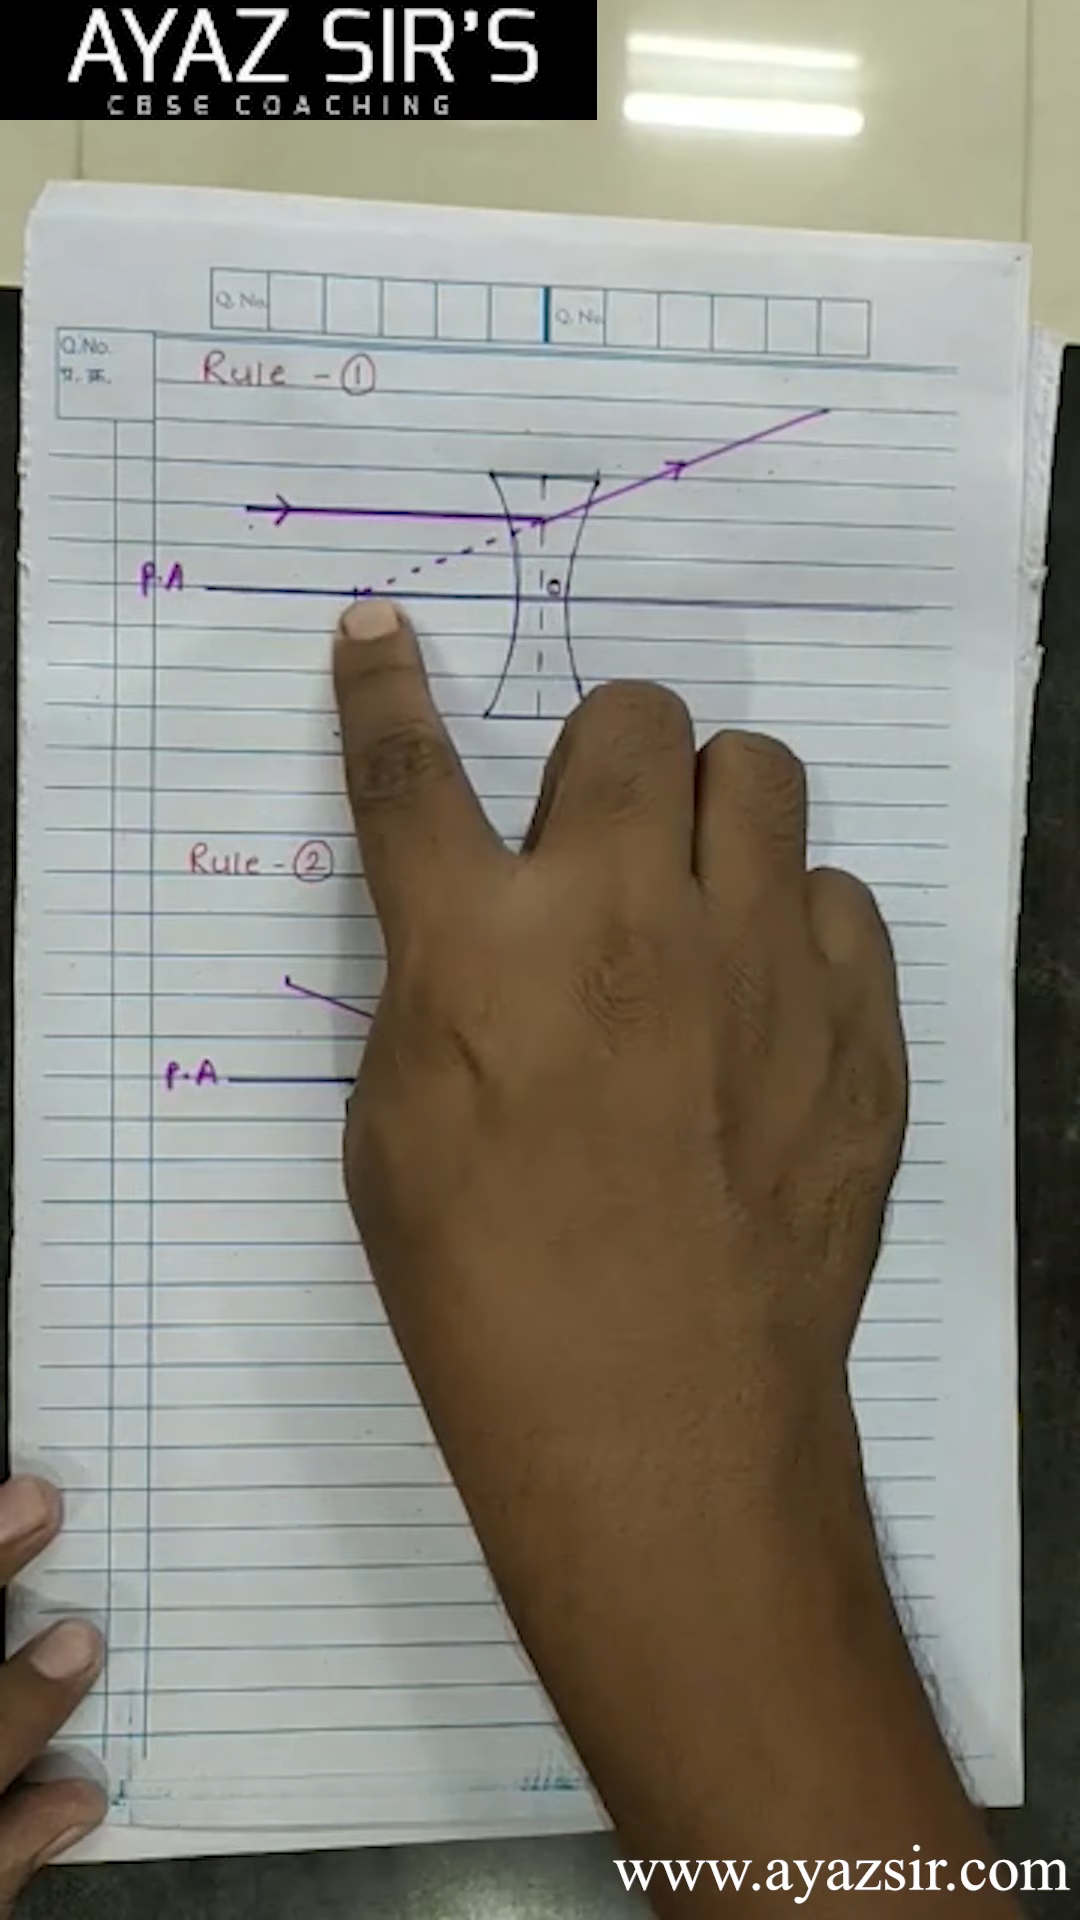 AYAZ SIR'S
CBSE COACHING
Q. No. Q. No.
Q.No.
Rule - ①
P.A
O
Rule - ②
P.A
www.ayazsir.com